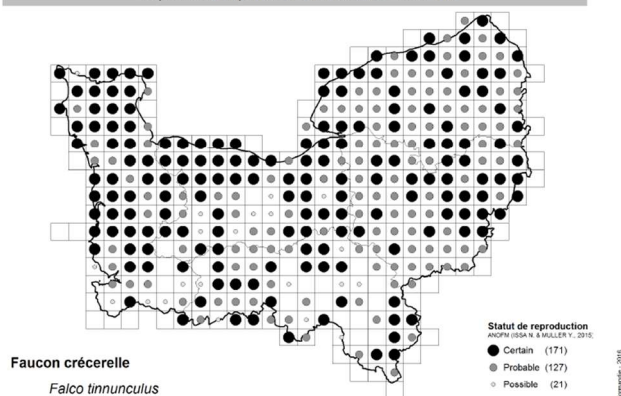 Statut de reproduction
ANOFM (ISSA N. & MULLER Y., 2015)
Certain (171)
Probable (127)
Possible (21)
Faucon crécerelle
Falco tinnunculus